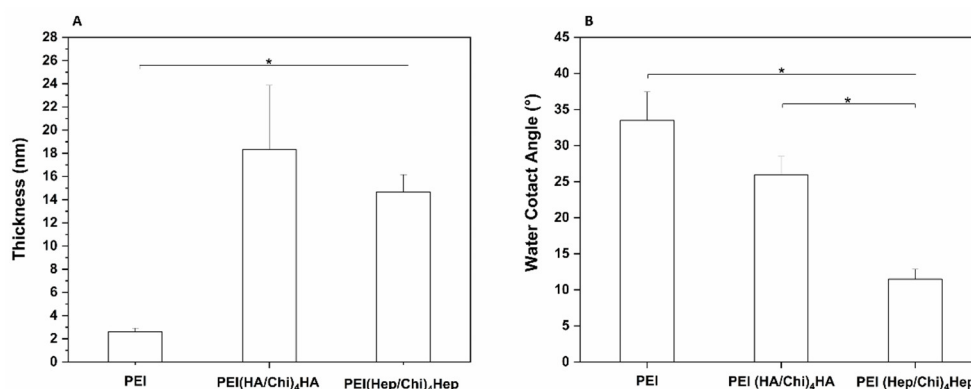 A
Thickness (nm)
28
26
24
22
20
18
16
14
12
10
8
6
4
2
0
*
PEI
PEI(HA/Chi)₄HA
PEI(Hep/Chi)₄Hep
B
Water Cotact Angle (°)
45
40
35
30
25
20
15
10
5
0
*
*
PEI
PEI (HA/Chi)₄HA
PEI (Hep/Chi)₄Hep